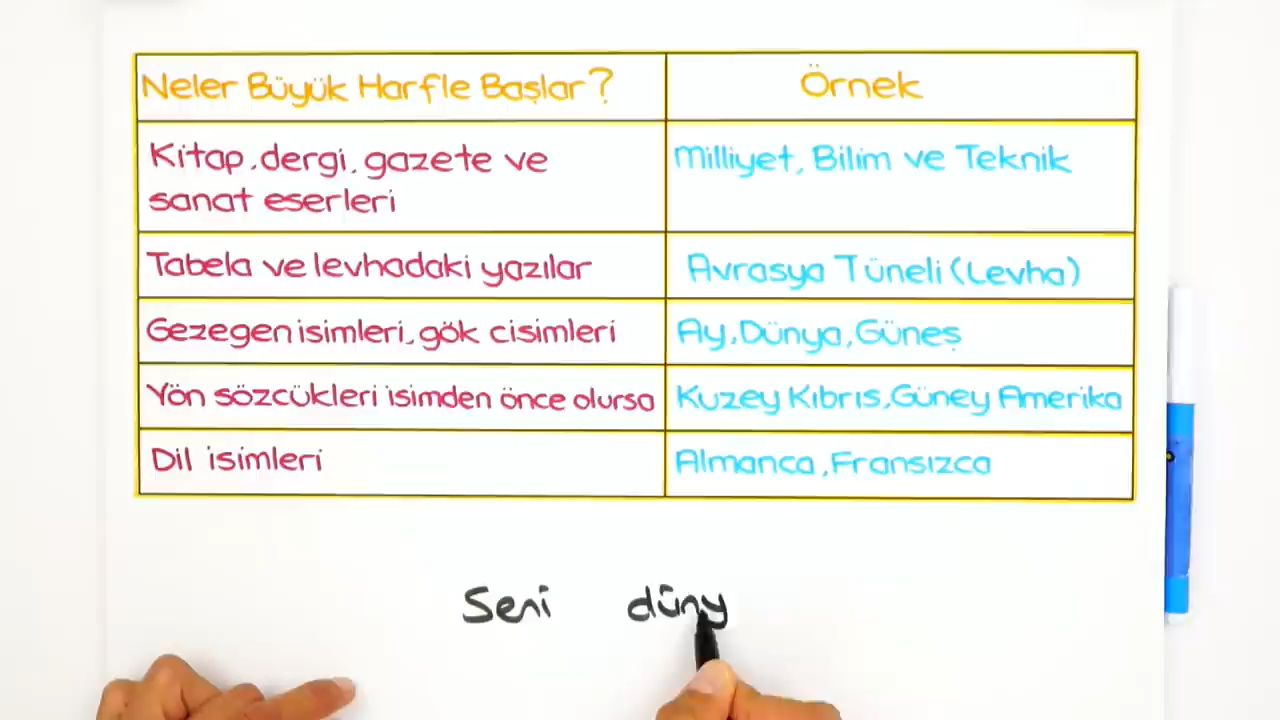 Neler Büyük Harfle Başlar? Örnek
Kitap, dergi, gazete ve Milliyet, Bilim ve Teknik
sanat eserleri
Tabela ve levhadaki yazılar Avrasya Tüneli (Levha)
Gezegen isimleri, gök cisimleri Ay, Dünya, Güneş
Yön sözcükleri isimden önce olursa Kuzey Kıbrıs, Güney Amerika
Dil isimleri Almanca, Fransızca
Seni düny